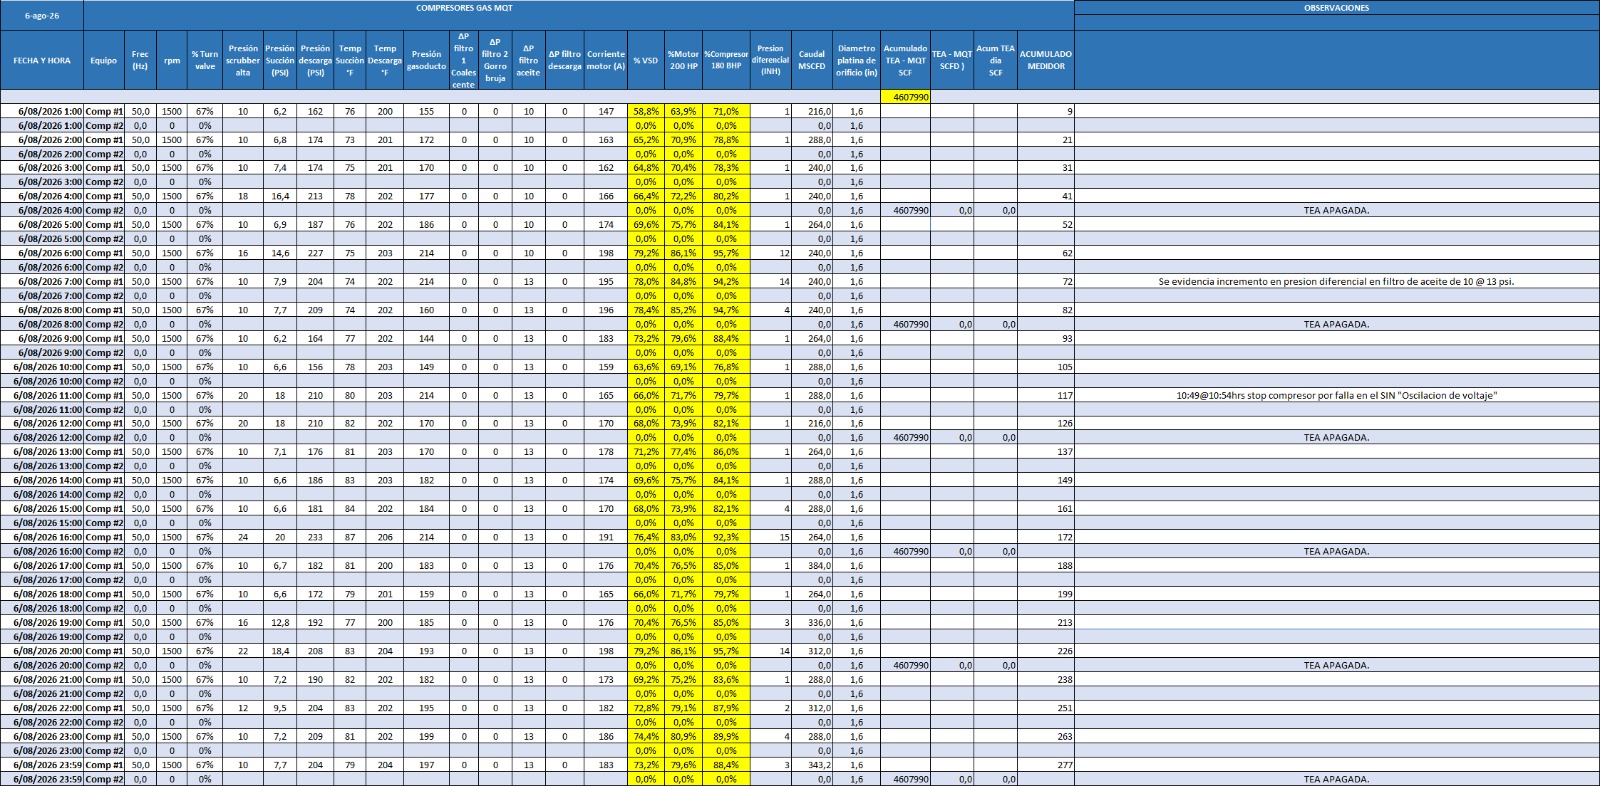 6-ago-26 COMPRESORES GAS MQT OBSERVACIONES
FECHA Y HORA Equipo Frec (Hz) rpm % Turn valve Presión scrubber alta Presión Succión (PSI) Presión descarga (PSI) Temp Succiòn °F Temp Descarga °F Presión gasoducto ΔP filtro 1 Coales cente ΔP filtro 2 Gorro bruja ΔP filtro aceite ΔP filtro descarga Corriente motor (A) % VSD %Motor 200 HP %Compresor 180 BHP Presion diferencial (INH) Caudal MSCFD Diametro platina de orificio (in) Acumulado TEA - MQT SCF TEA - MQT SCFD ) Acum TEA dia SCF ACUMULADO MEDIDOR
4607990
6/08/2026 1:00 Comp #1 50,0 1500 67% 10 6,2 162 76 200 155 0 0 10 0 147 58,8% 63,9% 71,0% 1 216,0 1,6 9
6/08/2026 1:00 Comp #2 0,0 0 0% 0,0% 0,0% 0,0% 0,0 1,6
6/08/2026 2:00 Comp #1 50,0 1500 67% 10 6,8 174 73 201 172 0 0 10 0 163 65,2% 70,9% 78,8% 1 288,0 1,6 21
6/08/2026 2:00 Comp #2 0,0 0 0% 0,0% 0,0% 0,0% 0,0 1,6
6/08/2026 3:00 Comp #1 50,0 1500 67% 10 7,4 174 75 201 170 0 0 10 0 162 64,8% 70,4% 78,3% 1 240,0 1,6 31
6/08/2026 3:00 Comp #2 0,0 0 0% 0,0% 0,0% 0,0% 0,0 1,6
6/08/2026 4:00 Comp #1 50,0 1500 67% 18 16,4 213 78 202 177 0 0 10 0 166 66,4% 72,2% 80,2% 1 240,0 1,6 41
6/08/2026 4:00 Comp #2 0,0 0 0% 0,0% 0,0% 0,0% 0,0 1,6 4607990 0,0 0,0 TEA APAGADA.
6/08/2026 5:00 Comp #1 50,0 1500 67% 10 6,9 187 76 202 186 0 0 10 0 174 69,6% 75,7% 84,1% 1 264,0 1,6 52
6/08/2026 5:00 Comp #2 0,0 0 0% 0,0% 0,0% 0,0% 0,0 1,6
6/08/2026 6:00 Comp #1 50,0 1500 67% 16 14,6 227 75 203 214 0 0 10 0 198 79,2% 86,1% 95,7% 12 240,0 1,6 62
6/08/2026 6:00 Comp #2 0,0 0 0% 0,0% 0,0% 0,0% 0,0 1,6
6/08/2026 7:00 Comp #1 50,0 1500 67% 10 7,9 204 74 202 214 0 0 13 0 195 78,0% 84,8% 94,2% 14 240,0 1,6 72 Se evidencia incremento en presion diferencial en filtro de aceite de 10 @ 13 psi.
6/08/2026 7:00 Comp #2 0,0 0 0% 0,0% 0,0% 0,0% 0,0 1,6
6/08/2026 8:00 Comp #1 50,0 1500 67% 10 7,7 209 74 202 160 0 0 13 0 196 78,4% 85,2% 94,7% 4 240,0 1,6 82
6/08/2026 8:00 Comp #2 0,0 0 0% 0,0% 0,0% 0,0% 0,0 1,6 4607990 0,0 0,0 TEA APAGADA.
6/08/2026 9:00 Comp #1 50,0 1500 67% 10 6,2 164 77 202 144 0 0 13 0 183 73,2% 79,6% 88,4% 1 264,0 1,6 93
6/08/2026 9:00 Comp #2 0,0 0 0% 0,0% 0,0% 0,0% 0,0 1,6
6/08/2026 10:00 Comp #1 50,0 1500 67% 10 6,6 156 78 203 149 0 0 13 0 159 63,6% 69,1% 76,8% 1 288,0 1,6 105
6/08/2026 10:00 Comp #2 0,0 0 0% 0,0% 0,0% 0,0% 0,0 1,6
6/08/2026 11:00 Comp #1 50,0 1500 67% 20 18 210 80 203 214 0 0 13 0 165 66,0% 71,7% 79,7% 1 288,0 1,6 117 10:49@10:54hrs stop compresor por falla en el SIN "Oscilacion de voltaje"
6/08/2026 11:00 Comp #2 0,0 0 0% 0,0% 0,0% 0,0% 0,0 1,6
6/08/2026 12:00 Comp #1 50,0 1500 67% 20 18 210 82 202 170 0 0 13 0 170 68,0% 73,9% 82,1% 1 216,0 1,6 126
6/08/2026 12:00 Comp #2 0,0 0 0% 0,0% 0,0% 0,0% 0,0 1,6 4607990 0,0 0,0 TEA APAGADA.
6/08/2026 13:00 Comp #1 50,0 1500 67% 10 7,1 176 81 203 170 0 0 13 0 178 71,2% 77,4% 86,0% 1 264,0 1,6 137
6/08/2026 13:00 Comp #2 0,0 0 0% 0,0% 0,0% 0,0% 0,0 1,6
6/08/2026 14:00 Comp #1 50,0 1500 67% 10 6,6 186 83 203 182 0 0 13 0 174 69,6% 75,7% 84,1% 1 288,0 1,6 149
6/08/2026 14:00 Comp #2 0,0 0 0% 0,0% 0,0% 0,0% 0,0 1,6
6/08/2026 15:00 Comp #1 50,0 1500 67% 10 6,6 181 84 202 184 0 0 13 0 170 68,0% 73,9% 82,1% 4 288,0 1,6 161
6/08/2026 15:00 Comp #2 0,0 0 0% 0,0% 0,0% 0,0% 0,0 1,6
6/08/2026 16:00 Comp #1 50,0 1500 67% 24 20 233 87 206 214 0 0 13 0 191 76,4% 83,0% 92,3% 15 264,0 1,6 172
6/08/2026 16:00 Comp #2 0,0 0 0% 0,0% 0,0% 0,0% 0,0 1,6 4607990 0,0 0,0 TEA APAGADA.
6/08/2026 17:00 Comp #1 50,0 1500 67% 10 6,7 182 81 200 183 0 0 13 0 176 70,4% 76,5% 85,0% 1 384,0 1,6 188
6/08/2026 17:00 Comp #2 0,0 0 0% 0,0% 0,0% 0,0% 0,0 1,6
6/08/2026 18:00 Comp #1 50,0 1500 67% 10 6,6 172 79 201 159 0 0 13 0 165 66,0% 71,7% 79,7% 1 264,0 1,6 199
6/08/2026 18:00 Comp #2 0,0 0 0% 0,0% 0,0% 0,0% 0,0 1,6
6/08/2026 19:00 Comp #1 50,0 1500 67% 16 12,8 192 77 200 185 0 0 13 0 176 70,4% 76,5% 85,0% 3 336,0 1,6 213
6/08/2026 19:00 Comp #2 0,0 0 0% 0,0% 0,0% 0,0% 0,0 1,6
6/08/2026 20:00 Comp #1 50,0 1500 67% 22 18,4 208 83 204 193 0 0 13 0 198 79,2% 86,1% 95,7% 14 312,0 1,6 226
6/08/2026 20:00 Comp #2 0,0 0 0% 0,0% 0,0% 0,0% 0,0 1,6 4607990 0,0 0,0 TEA APAGADA.
6/08/2026 21:00 Comp #1 50,0 1500 67% 10 7,2 190 82 202 182 0 0 13 0 173 69,2% 75,2% 83,6% 1 288,0 1,6 238
6/08/2026 21:00 Comp #2 0,0 0 0% 0,0% 0,0% 0,0% 0,0 1,6
6/08/2026 22:00 Comp #1 50,0 1500 67% 12 9,5 204 83 202 195 0 0 13 0 182 72,8% 79,1% 87,9% 2 312,0 1,6 251
6/08/2026 22:00 Comp #2 0,0 0 0% 0,0% 0,0% 0,0% 0,0 1,6
6/08/2026 23:00 Comp #1 50,0 1500 67% 10 7,2 209 81 202 199 0 0 13 0 186 74,4% 80,9% 89,9% 4 288,0 1,6 263
6/08/2026 23:00 Comp #2 0,0 0 0% 0,0% 0,0% 0,0% 0,0 1,6
6/08/2026 23:59 Comp #1 50,0 1500 67% 10 7,7 204 79 204 197 0 0 13 0 183 73,2% 79,6% 88,4% 3 343,2 1,6 277
6/08/2026 23:59 Comp #2 0,0 0 0% 0,0% 0,0% 0,0% 0,0 1,6 4607990 0,0 0,0 TEA APAGADA.